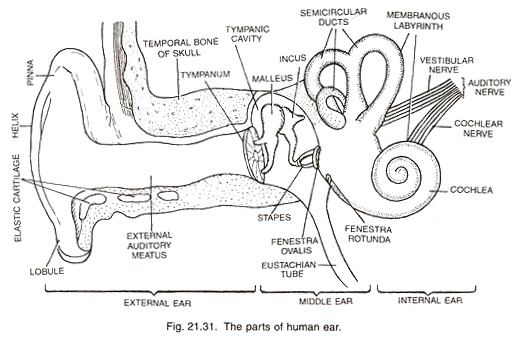 SEMICIRCULAR
DUCTS
MEMBRANOUS
LABYRINTH
TYMPANIC
CAVITY
TEMPORAL BONE
OF SKULL
INCUS
VESTIBULAR
NERVE
TYMPANUM
MALLEUS
AUDITORY
NERVE
PINNA
COCHLEAR
NERVE
HELIX
ELASTIC CARTILAGE
COCHLEA
STAPES
EXTERNAL
AUDITORY
MEATUS
FENESTRA
ROTUNDA
FENESTRA
OVALIS
LOBULE
EUSTACHIAN
TUBE
EXTERNAL EAR
MIDDLE EAR
INTERNAL EAR
Fig. 21.31. The parts of human ear.